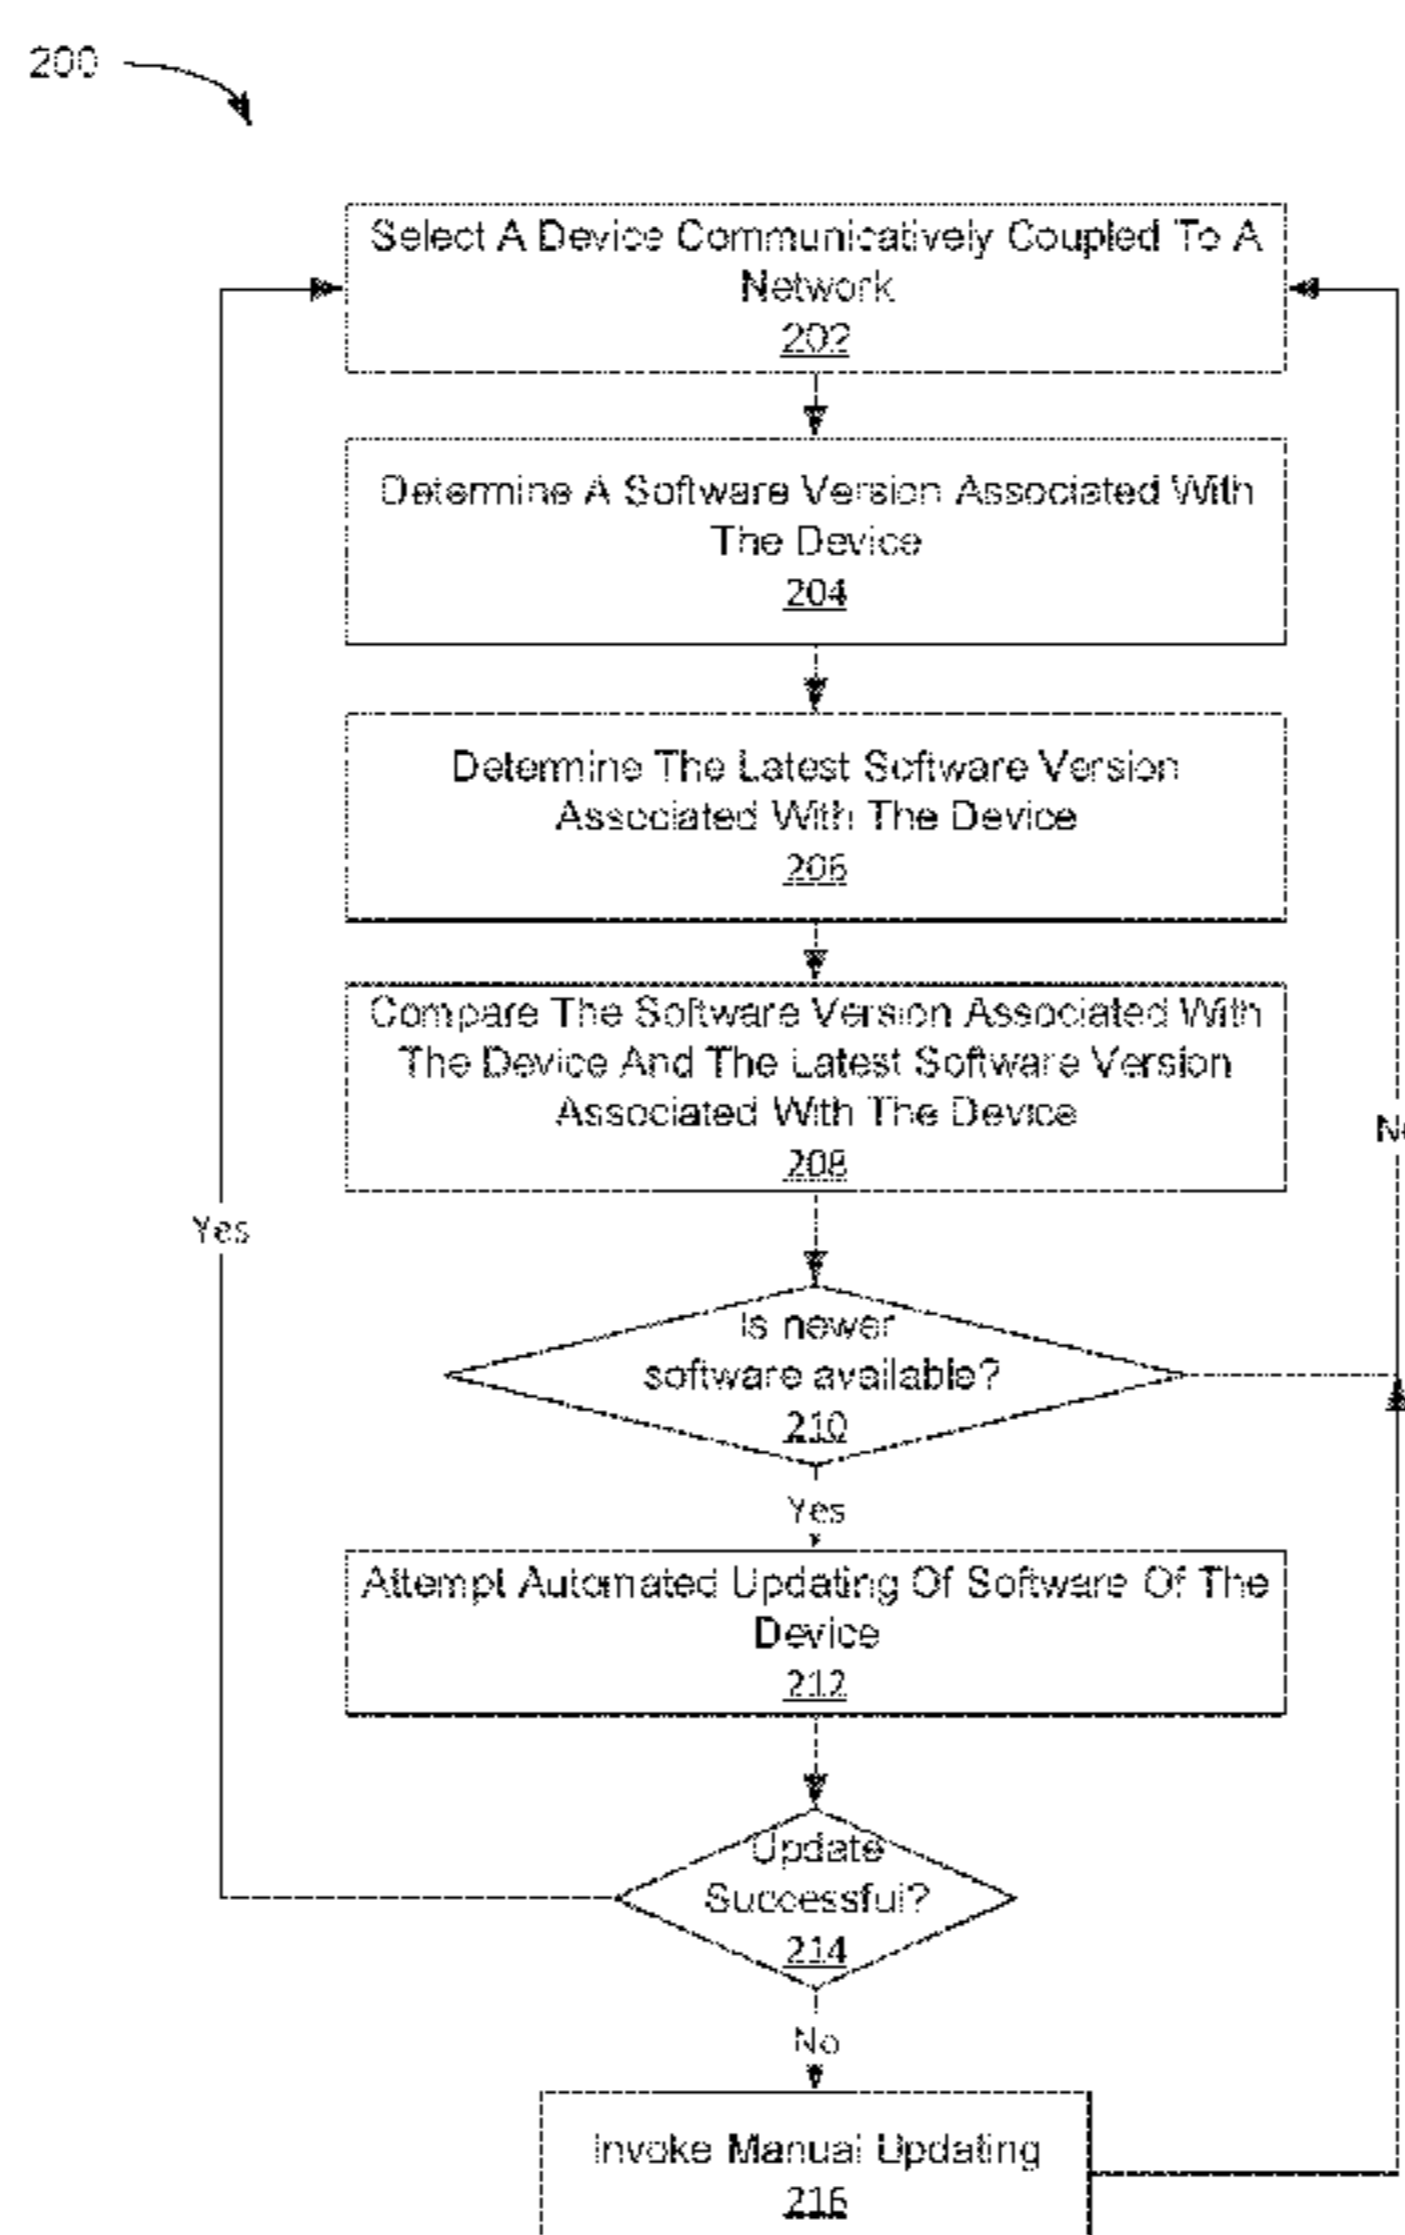 200
Select A Device Communicatively Coupled To A
Network
202
Determine A Software Version Associated With
The Device
204
Determine The Latest Software Version
Associated With The Device
206
Compare The Software Version Associated With
The Device And The Latest Software Version
Associated With The Device
208
No
Yes
Is newer
software available?
210
Yes
Attempt Automated Updating Of Software Of The
Device
212
Update
Successful?
214
No
Invoke Manual Updating
216